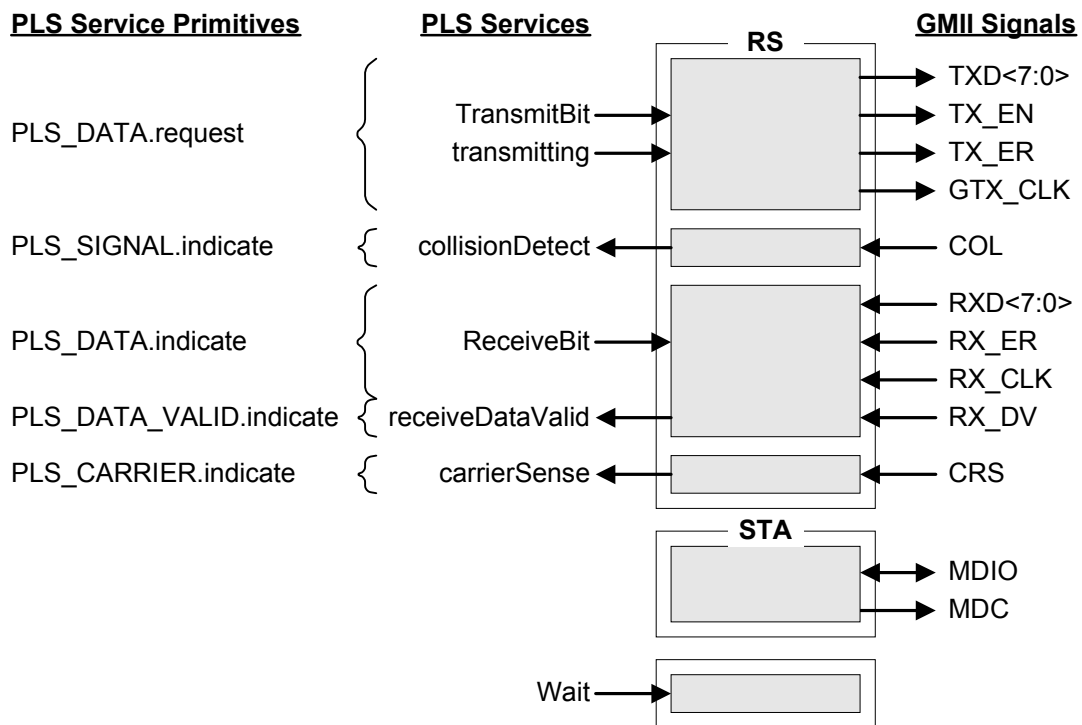 PLS Service Primitives PLS Services GMII Signals
RS
TXD<7:0>
TransmitBit TX_EN
PLS_DATA.request
transmitting TX_ER
GTX_CLK
PLS_SIGNAL.indicate collisionDetect COL
RXD<7:0>
PLS_DATA.indicate ReceiveBit RX_ER
RX_CLK
PLS_DATA_VALID.indicate receiveDataValid RX_DV
PLS_CARRIER.indicate carrierSense CRS
STA
MDIO
MDC
Wait